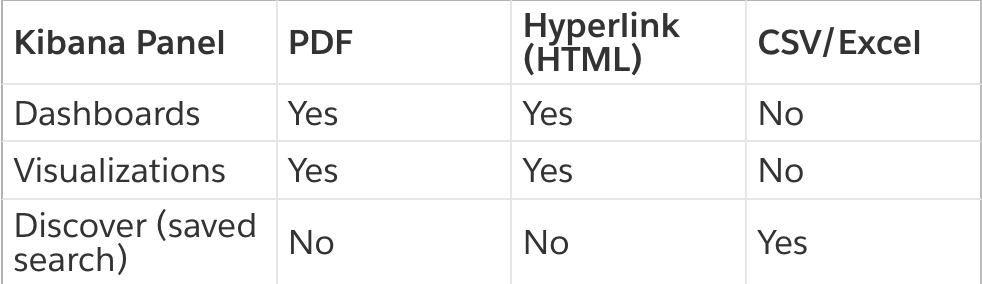 Kibana Panel PDF Hyperlink (HTML) CSV/Excel
Dashboards Yes Yes No
Visualizations Yes Yes No
Discover (saved search) No No Yes